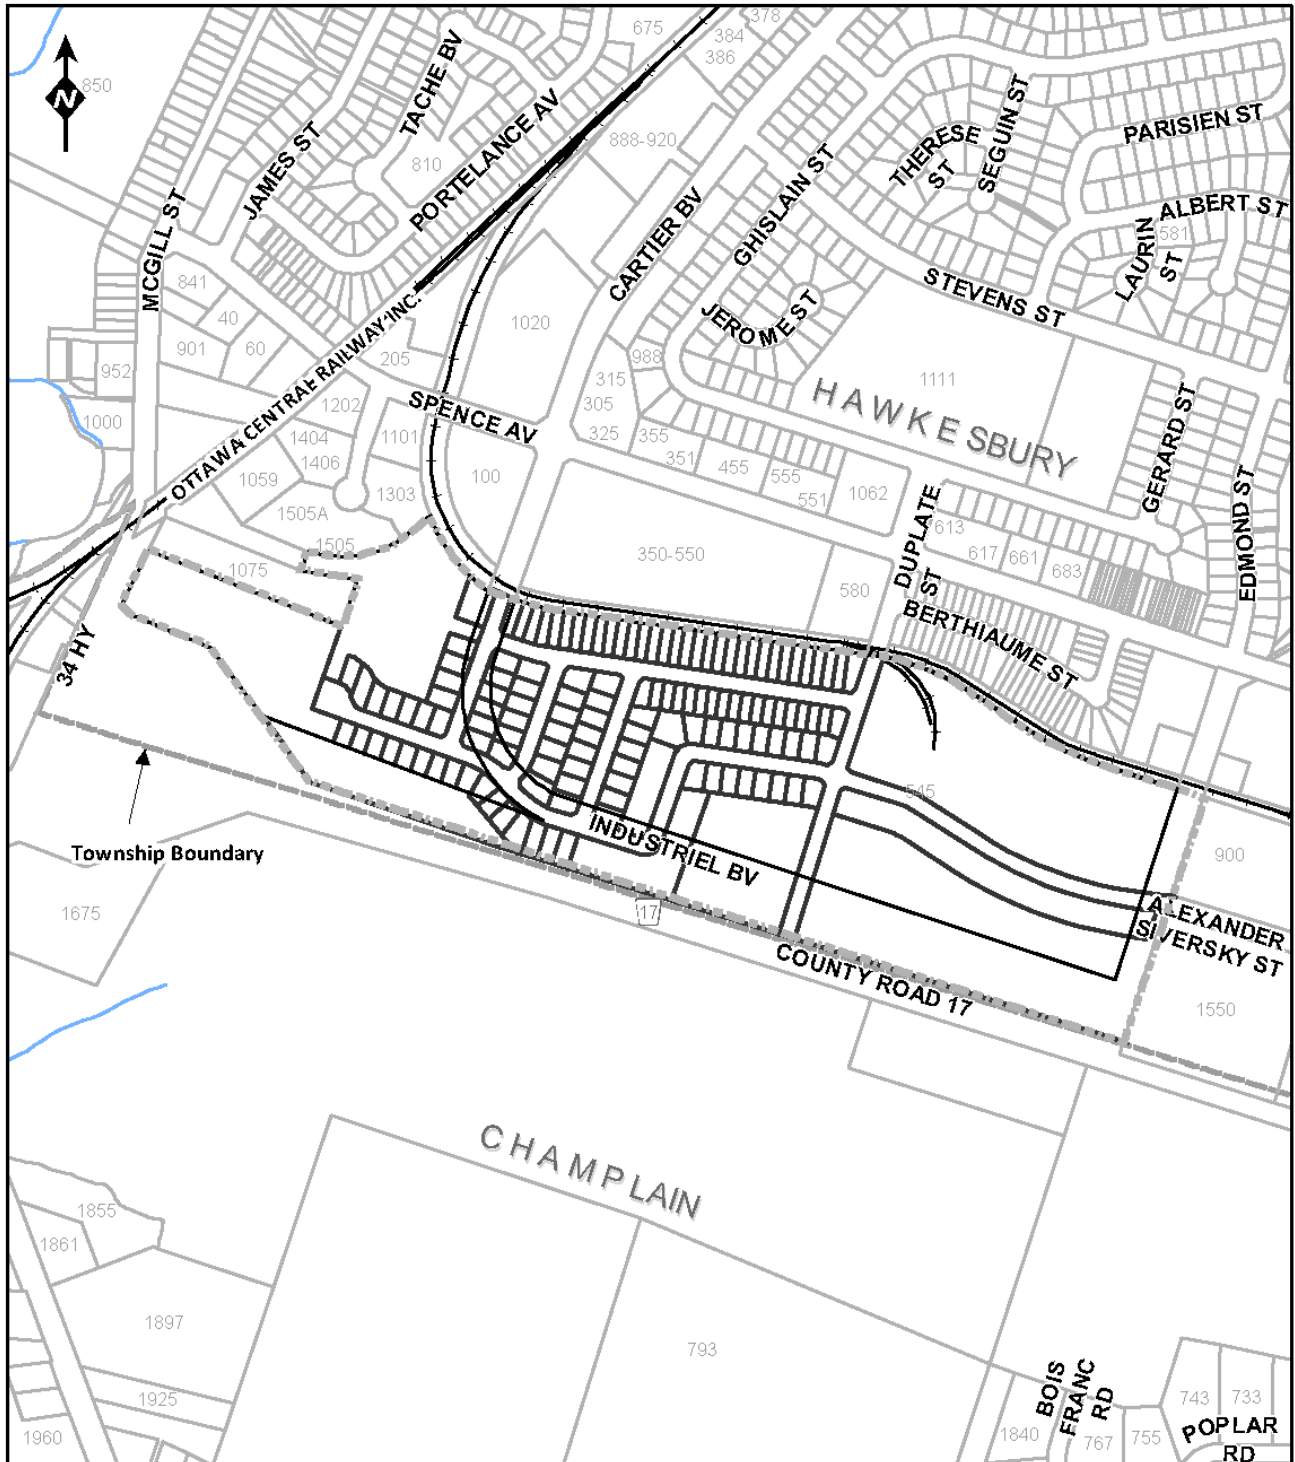 675
378
384
386
N
850
TACHE BV
810
PORTELANCE AV
JAMES ST
MCGILL ST
888-920
CARTIER BV
GHISLAIN ST
THERESE
ST
SEGUIN ST
PARISIEN ST
ALBERT ST
581
LAURIN
ST
STEVENS ST
JEROME ST
841
40
901
60
952
1000
OTTAWA CENTRAL RAILWAY INC.
205
1020
988
315
305
325
1111
HAWKESBURY
SPENCE AV
1202
1404
1406
1101
1059
1303
1505A
1505
100
355
351
455
555
551
1062
GERARD ST
EDMOND ST
DUPLATE
ST
613
617
661
683
350-550
580
BERTHIAUME ST
1075
34 HY
545
Township Boundary
INDUSTRIEL BV
900
1675
17
ALEXANDER
SIVERSKY ST
COUNTY ROAD 17
1550
CHAMPLAIN
1855
1861
1897
793
1925
1960
BOIS
FRANC
RD
1840
767
755
743
733
POPLAR
RD